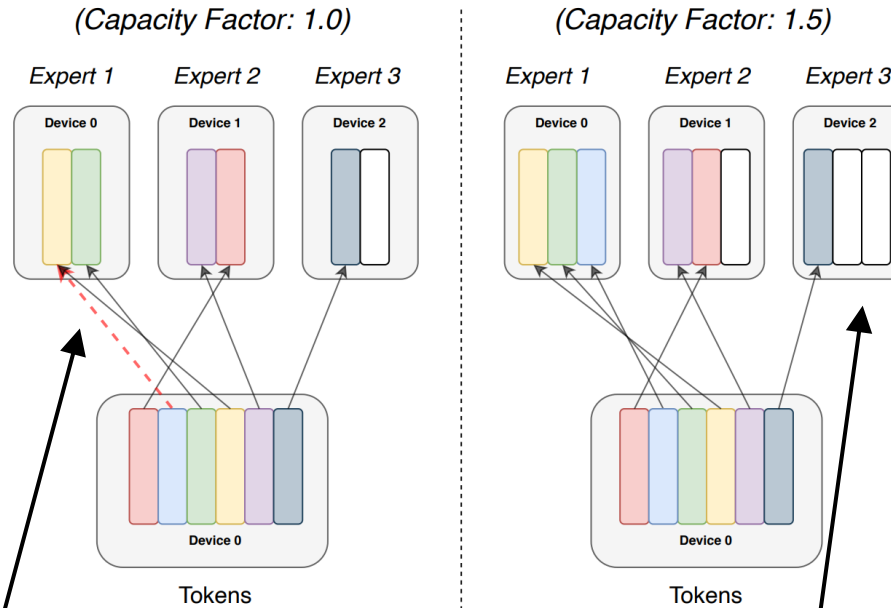 (Capacity Factor: 1.0)
Expert 1 Expert 2 Expert 3
Device 0 Device 1 Device 2
Device 0
Tokens
(Capacity Factor: 1.5)
Expert 1 Expert 2 Expert 3
Device 0 Device 1 Device 2
Device 0
Tokens